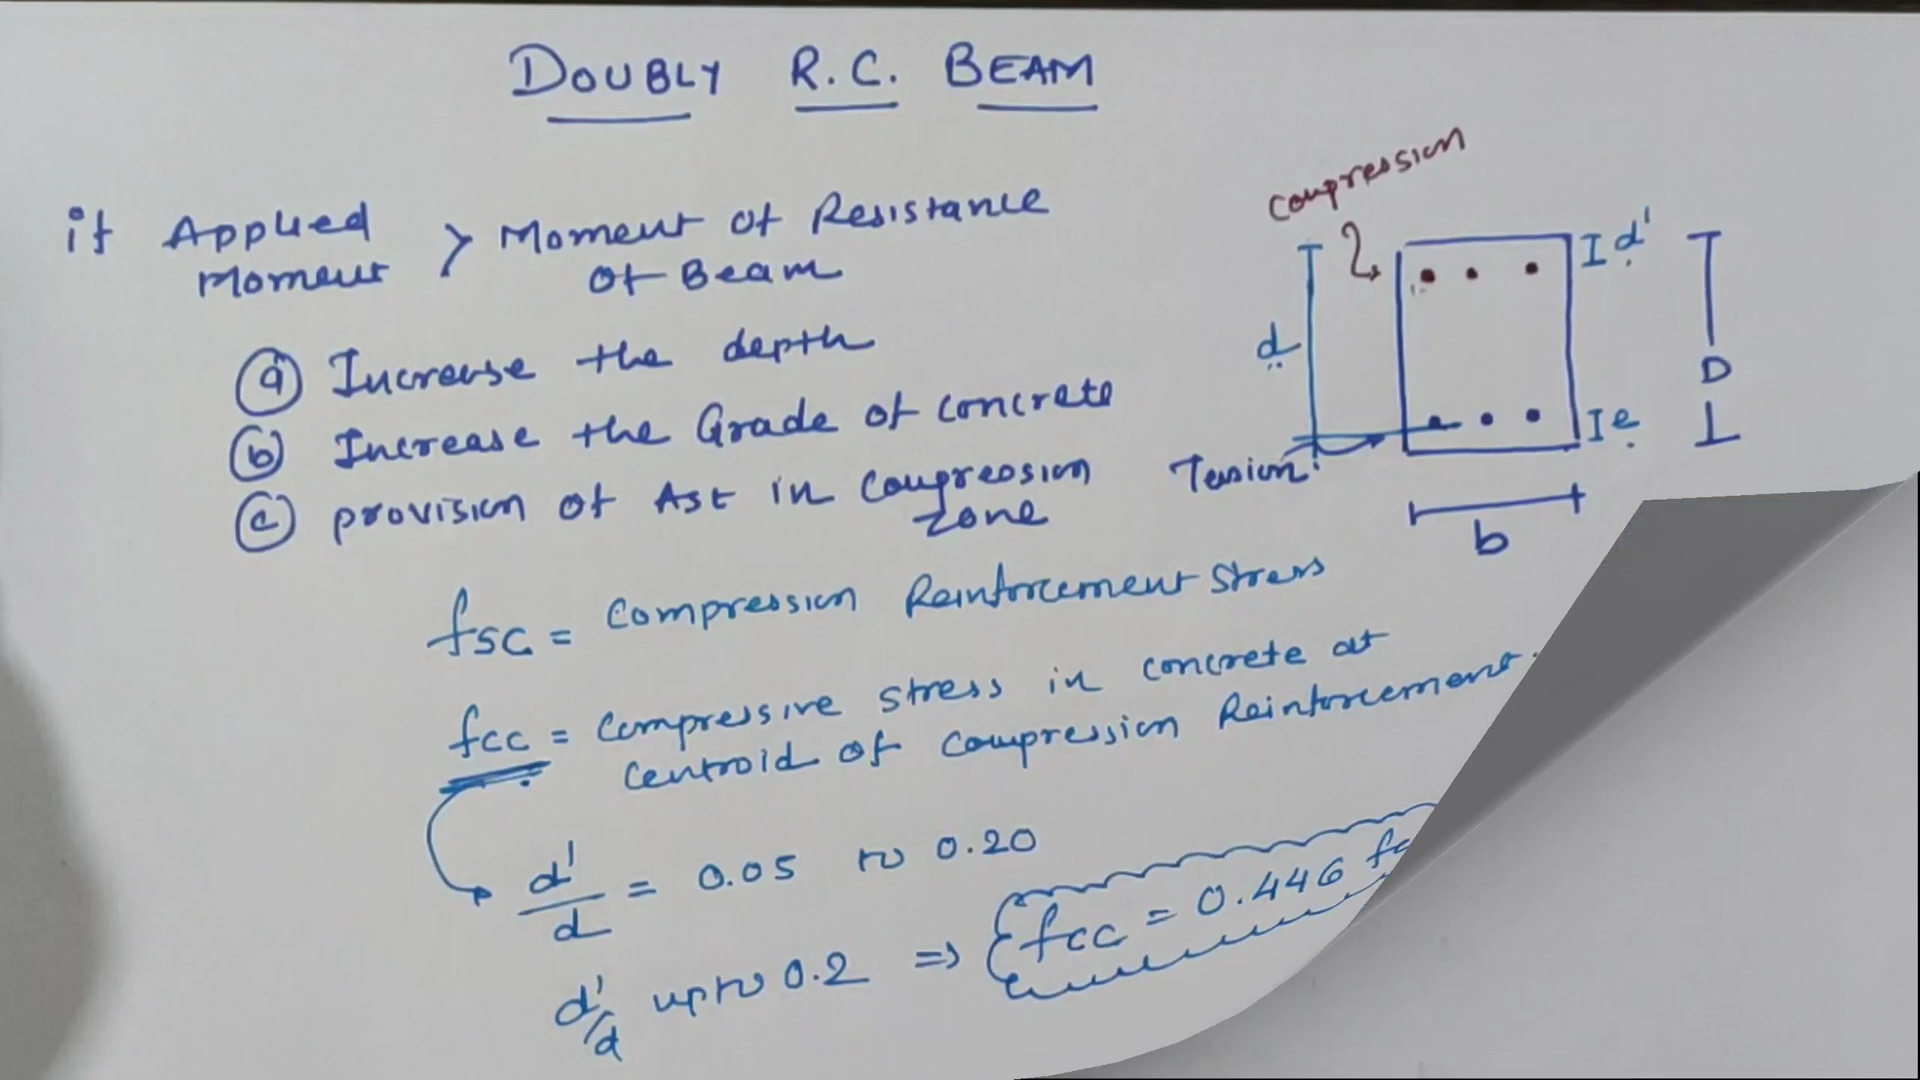 DOUBLY R.C. BEAM
if Applied > Moment of Resistance
Moment of Beam
(a) Increase the depth
(b) Increase the Grade of concrete
(c) provision of Ast in compression
zone
compression
d
d'
D
e
Tension
b
fsc = compression Reinforcement stress
fcc = compressive stress in concrete at
centroid of compression Reinforcement.
d'/d = 0.05 to 0.20
d'/d upto 0.2 => fcc = 0.446 fc